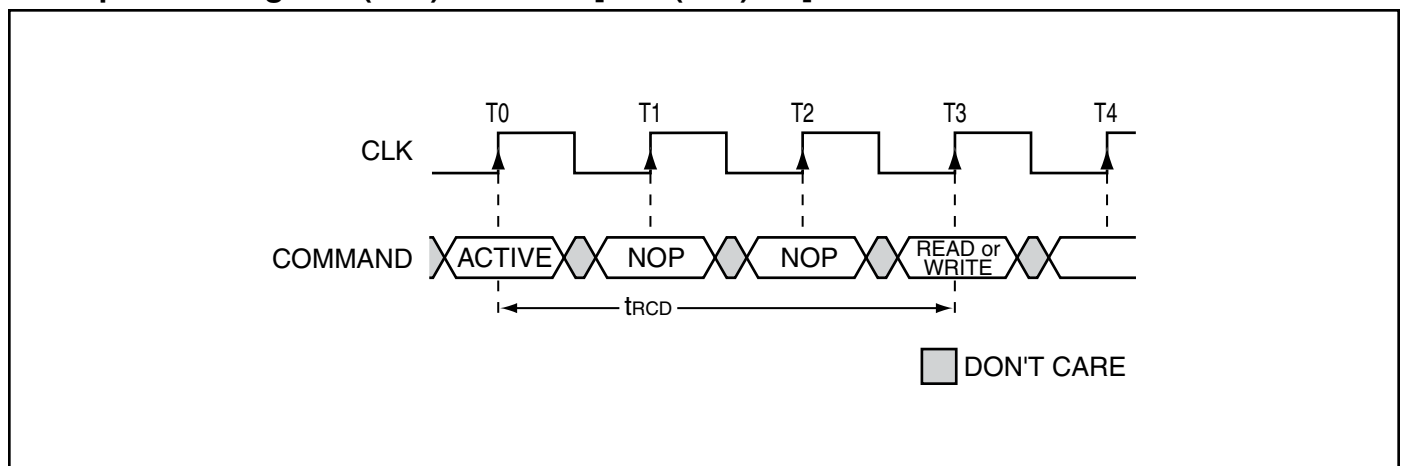 T0 T1 T2 T3 T4
CLK
COMMAND ACTIVE NOP NOP READ or
WRITE
tRCD
DON'T CARE